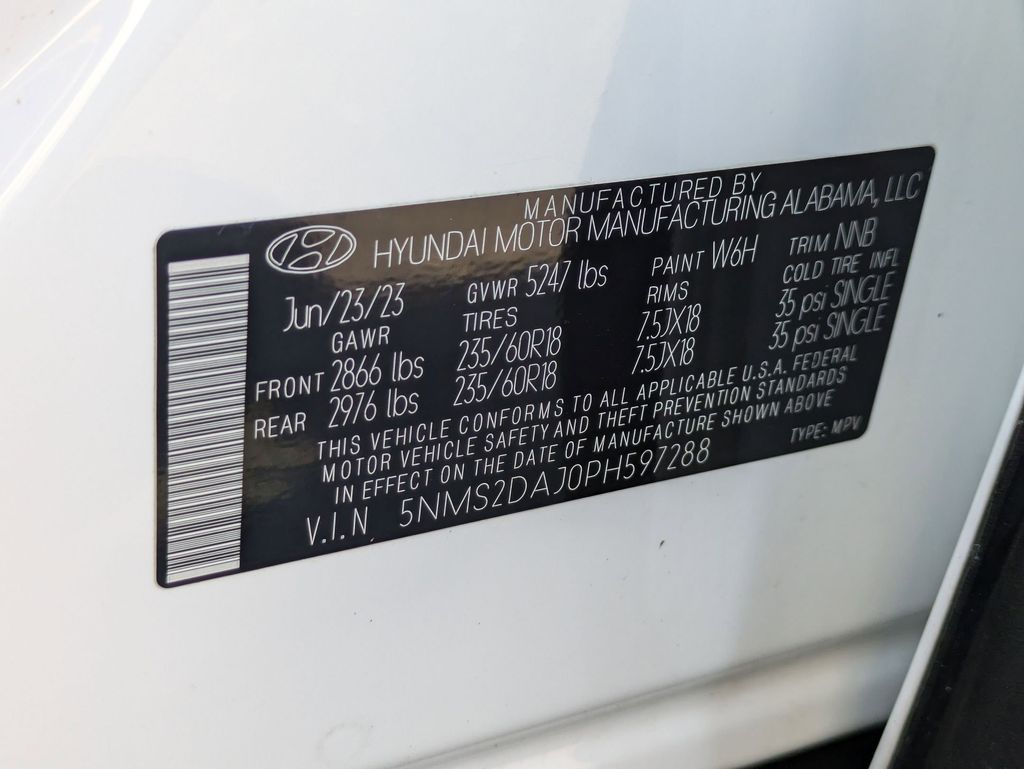 MANUFACTURED BY
HYUNDAI MOTOR MANUFACTURING ALABAMA, LLC
Jun/23/23 GVWR 5247 lbs PAINT W6H TRIM NNB
GAWR TIRES RIMS COLD TIRE INFL
FRONT 2866 lbs 235/60R18 7.5JX18 35 psi SINGLE
REAR 2976 lbs 235/60R18 7.5JX18 35 psi SINGLE
THIS VEHICLE CONFORMS TO ALL APPLICABLE U.S.A. FEDERAL
MOTOR VEHICLE SAFETY AND THEFT PREVENTION STANDARDS
IN EFFECT ON THE DATE OF MANUFACTURE SHOWN ABOVE
V.I.N 5NMS2DAJ0PH597288 TYPE: MPV